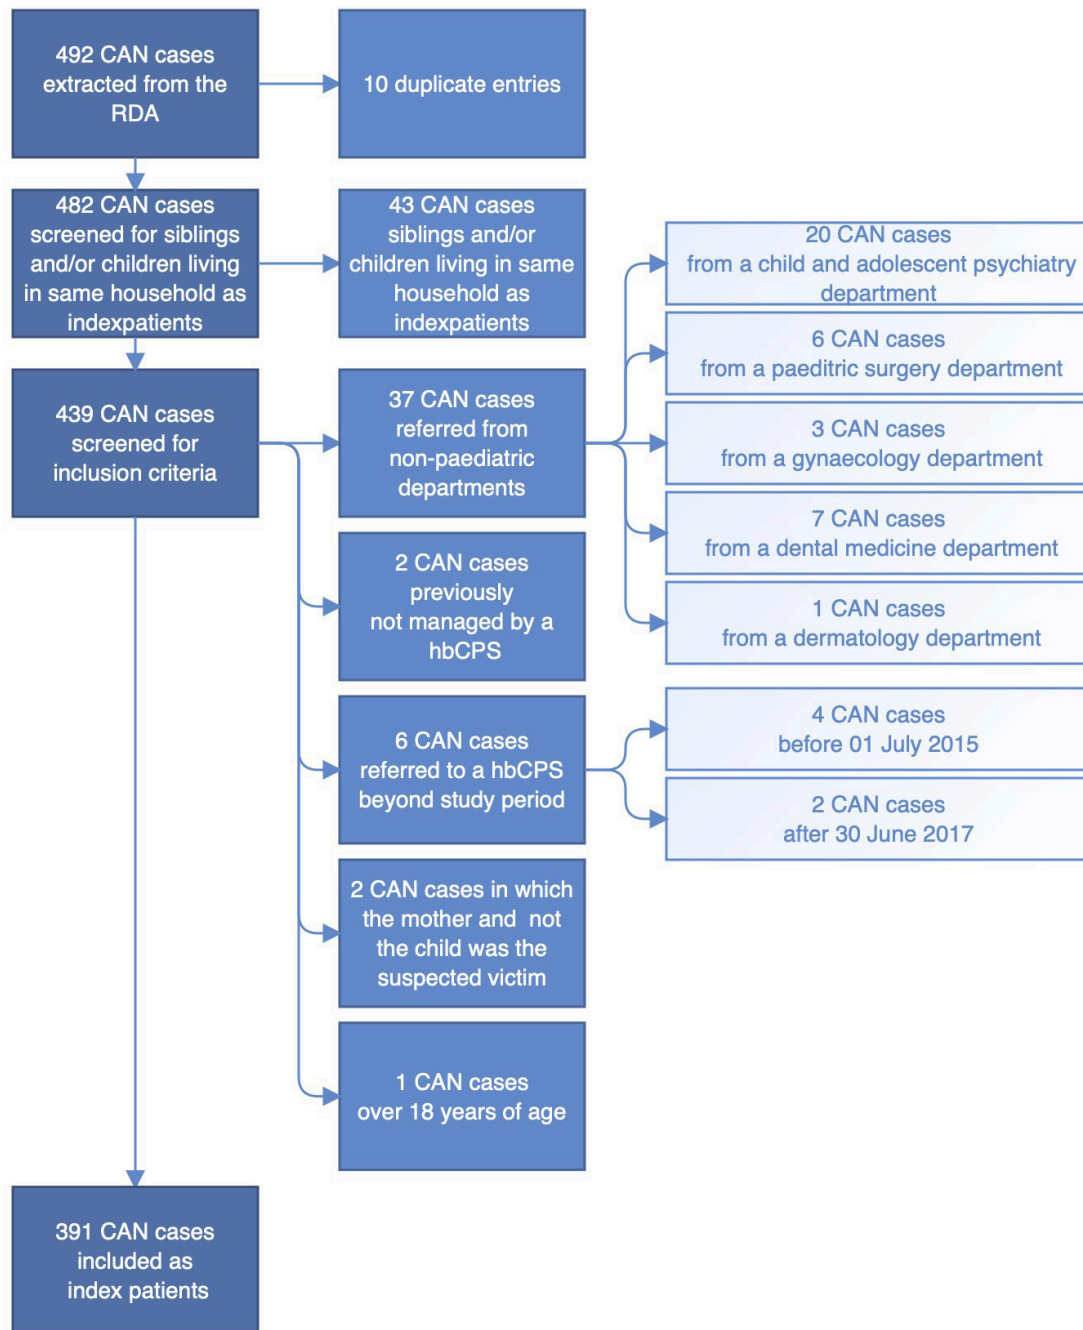 492 CAN cases
extracted from the
RDA
10 duplicate entries
482 CAN cases
screened for siblings
and/or children living
in same household as
indexpatients
43 CAN cases
siblings and/or
children living in same
household as
indexpatients
439 CAN cases
screened for
inclusion criteria
37 CAN cases
referred from
non-paediatric
departments
20 CAN cases
from a child and adolescent psychiatry
department
6 CAN cases
from a paeditric surgery department
3 CAN cases
from a gynaecology department
7 CAN cases
from a dental medicine department
1 CAN cases
from a dermatology department
2 CAN cases
previously
not managed by a
hbCPS
6 CAN cases
referred to a hbCPS
beyond study period
4 CAN cases
before 01 July 2015
2 CAN cases
after 30 June 2017
2 CAN cases in which
the mother and  not
the child was the
suspected victim
1 CAN cases
over 18 years of age
391 CAN cases
included as
index patients